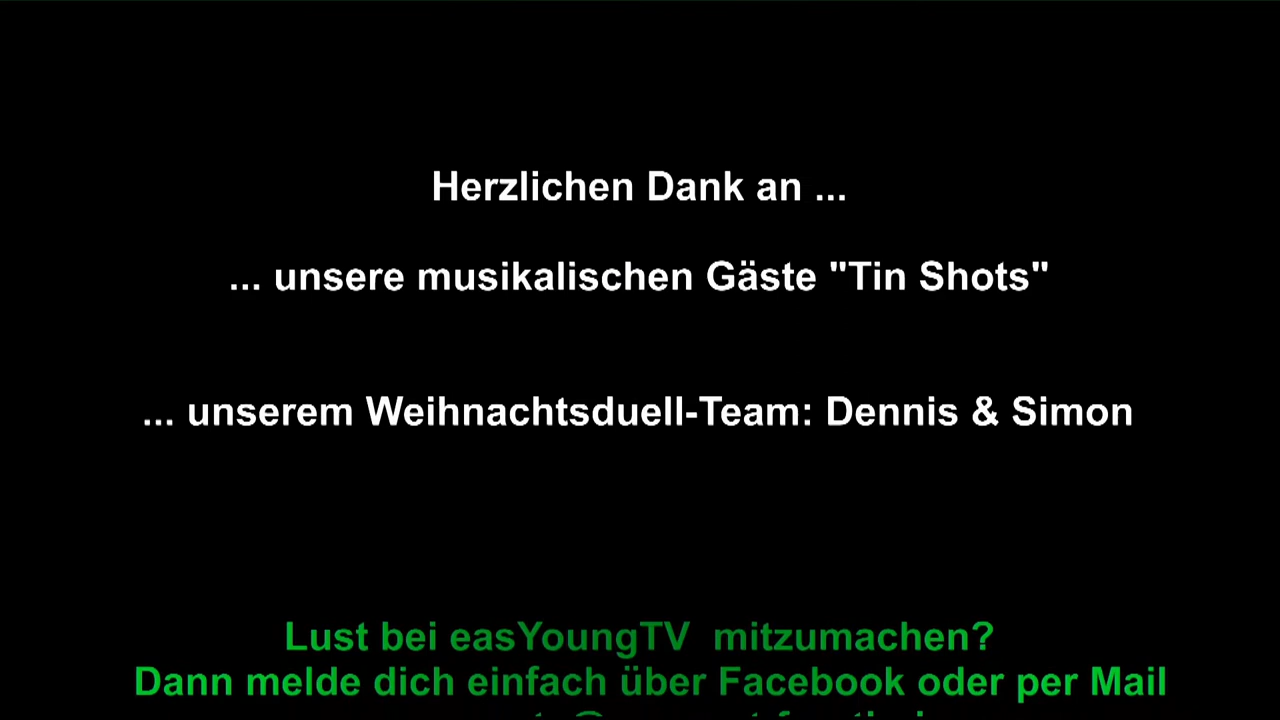 Herzlichen Dank an ...
... unsere musikalischen Gäste "Tin Shots"
... unserem Weihnachtsduell-Team: Dennis & Simon
Lust bei easYoungTV mitzumachen?
Dann melde dich einfach über Facebook oder per Mail